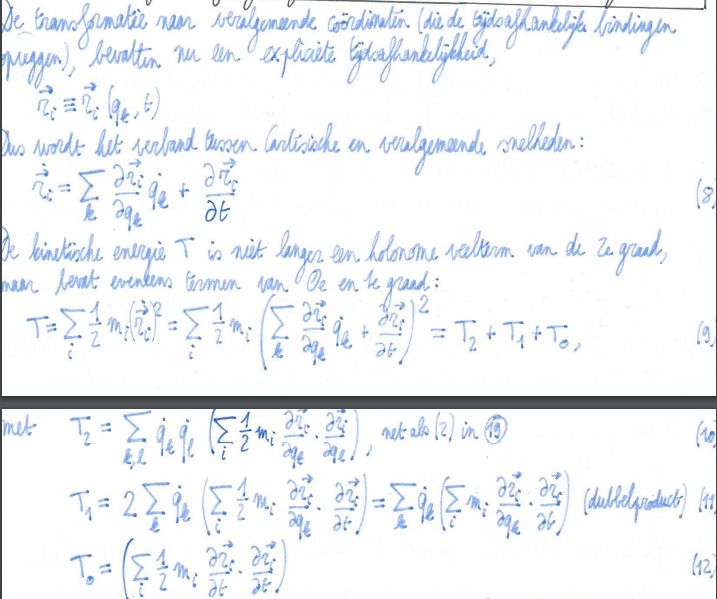 De transformatie naar veralgemeende coördinaten (die de tijdsafhankelijke bindingen
opleggen), bevatten nu een expliciete tijdsafhankelijkheid,
$\vec{r}_i \equiv \vec{r}_i (q_k, t)$
Dus wordt het verband tussen Cartesische en veralgemeende snelheden:
$\dot{\vec{r}}_i = \sum_k \frac{\partial \vec{r}_i}{\partial q_k} \dot{q}_k + \frac{\partial \vec{r}_i}{\partial t}$ (8)
De kinetische energie T is niet langer een holonome veelterm van de 2e graad,
maar bevat eveneens termen van 0e en 1e graad:
$T = \sum_i \frac{1}{2} m_i (\dot{\vec{r}}_i)^2 = \sum_i \frac{1}{2} m_i \left( \sum_k \frac{\partial \vec{r}_i}{\partial q_k} \dot{q}_k + \frac{\partial \vec{r}_i}{\partial t} \right)^2 = T_2 + T_1 + T_0,$ (9)
met $T_2 = \sum_{k,l} \dot{q}_k \dot{q}_l \left( \sum_i \frac{1}{2} m_i \frac{\partial \vec{r}_i}{\partial q_k} \cdot \frac{\partial \vec{r}_i}{\partial q_l} \right)$, net als (2) in ⑲ (10)
$T_1 = 2 \sum_k \dot{q}_k \left( \sum_i \frac{1}{2} m_i \frac{\partial \vec{r}_i}{\partial q_k} \cdot \frac{\partial \vec{r}_i}{\partial t} \right) = \sum_k \dot{q}_k \left( \sum_i m_i \frac{\partial \vec{r}_i}{\partial q_k} \cdot \frac{\partial \vec{r}_i}{\partial t} \right)$ (dubbelproduct) (11)
$T_0 = \left( \sum_i \frac{1}{2} m_i \frac{\partial \vec{r}_i}{\partial t} \cdot \frac{\partial \vec{r}_i}{\partial t} \right)$ (12)